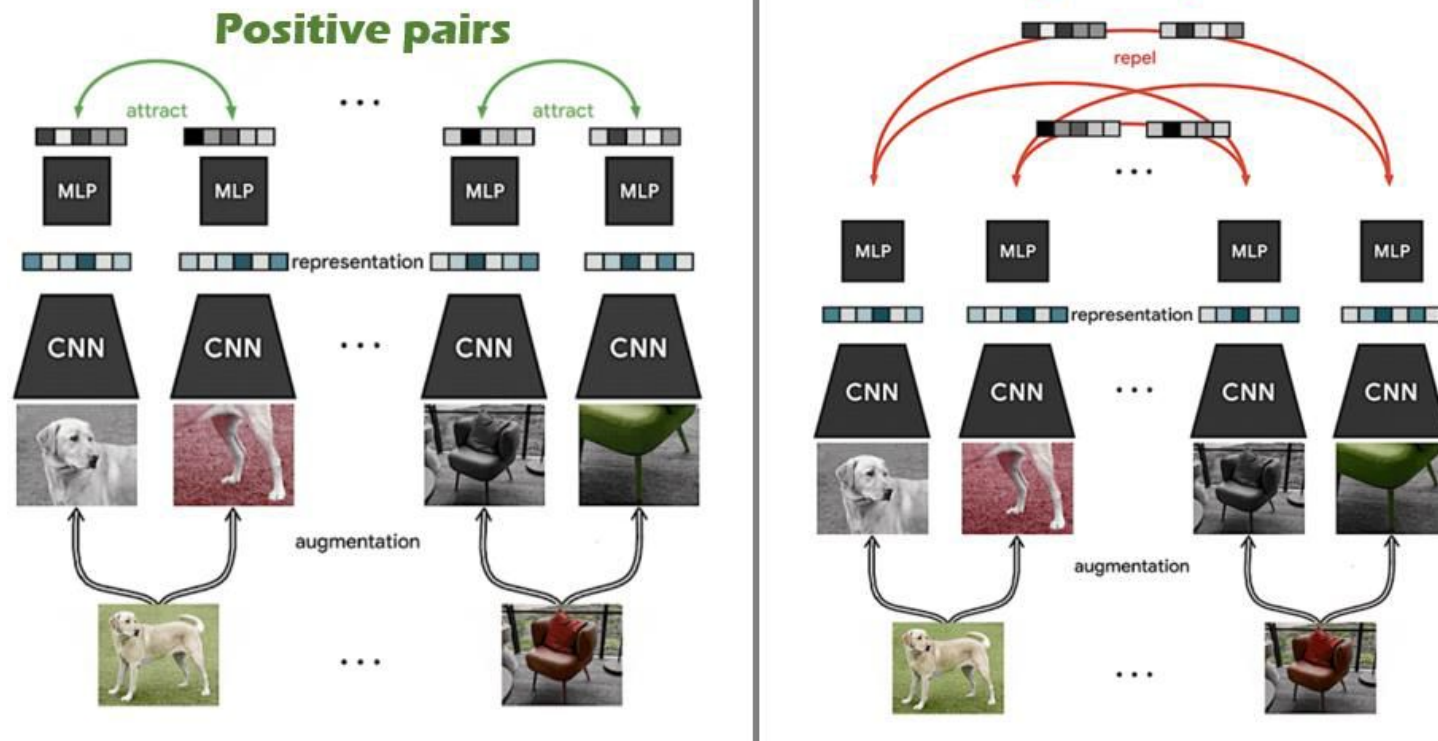 Positive pairs
attract
...
attract
MLP
MLP
MLP
MLP
representation
CNN
CNN
...
CNN
CNN
augmentation
...
repel
...
MLP
MLP
MLP
MLP
representation
CNN
CNN
...
CNN
CNN
augmentation
...